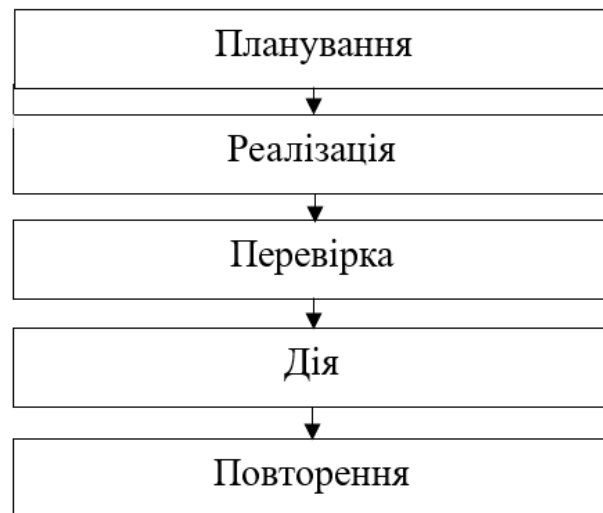 Планування
Реалізація
Перевірка
Дія
Повторення